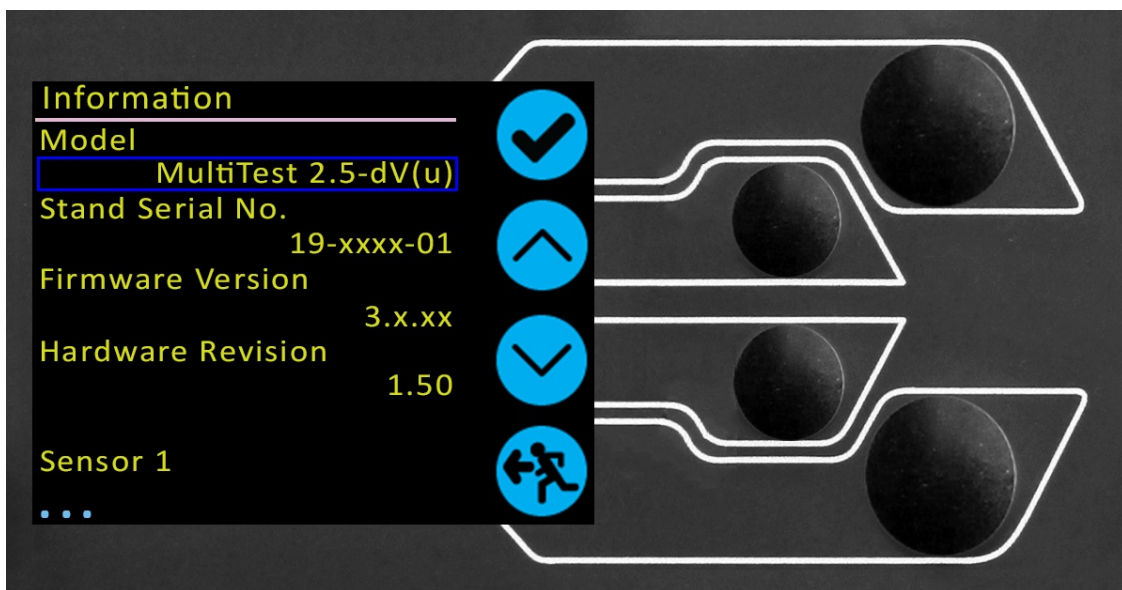 Information
Model
MultiTest 2.5-dV(u)
Stand Serial No.
19-xxxx-01
Firmware Version
3.x.xx
Hardware Revision
1.50
Sensor 1
...